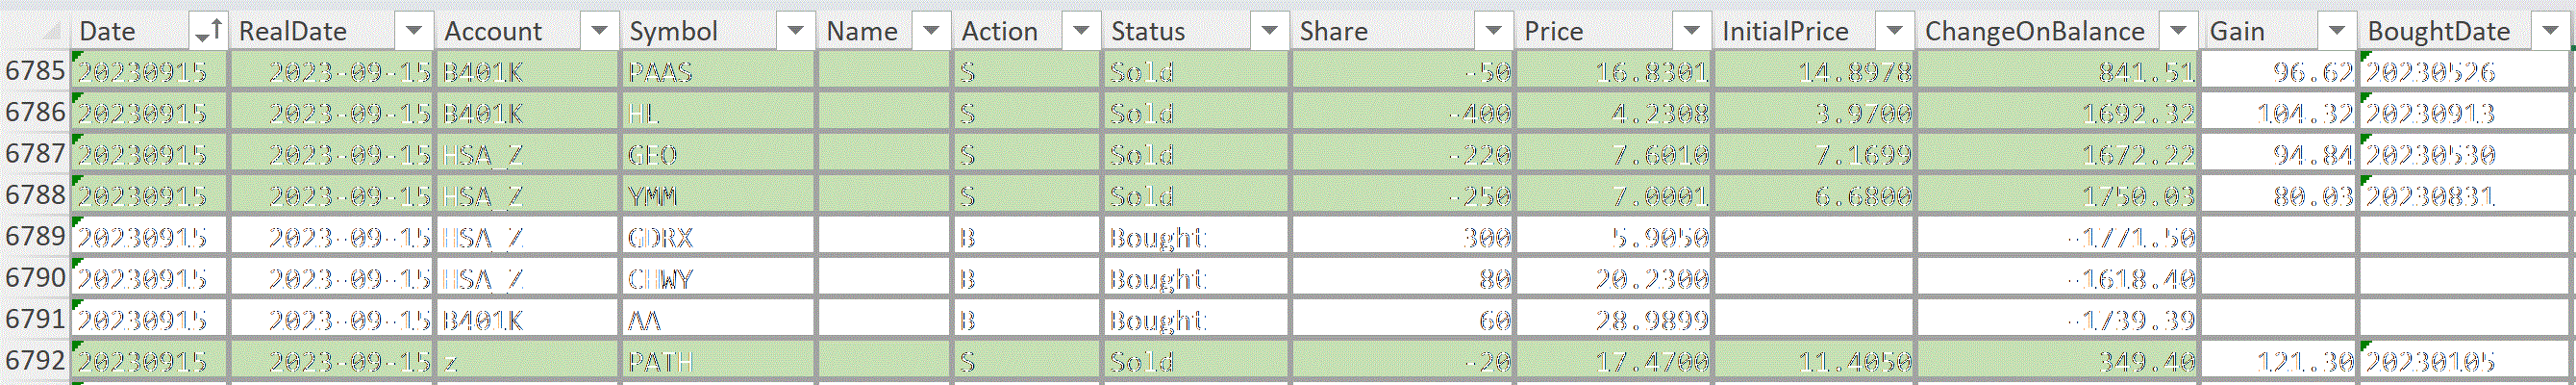 Date RealDate Account Symbol Name Action Status Share Price InitialPrice ChangeOnBalance Gain BoughtDate
6785 20230915 2023-09-15 B401K PAAS S Sold -50 16.8301 14.8978 841.51 96.62 20230526
6786 20230915 2023-09-15 B401K HL S Sold -400 4.2308 3.9700 1692.32 104.32 20230913
6787 20230915 2023-09-15 HSA_Z GEO S Sold -220 7.6010 7.1699 1672.22 94.84 20230530
6788 20230915 2023-09-15 HSA_Z YMM S Sold -250 7.0001 6.6800 1750.03 80.03 20230831
6789 20230915 2023-09-15 HSA_Z GDRX B Bought 300 5.9050 -1771.50
6790 20230915 2023-09-15 HSA_Z CHWY B Bought 80 20.2300 -1618.40
6791 20230915 2023-09-15 B401K AA B Bought 60 28.9899 -1739.39
6792 20230915 2023-09-15 z PATH S Sold -20 17.4700 11.4050 349.40 121.30 20230105